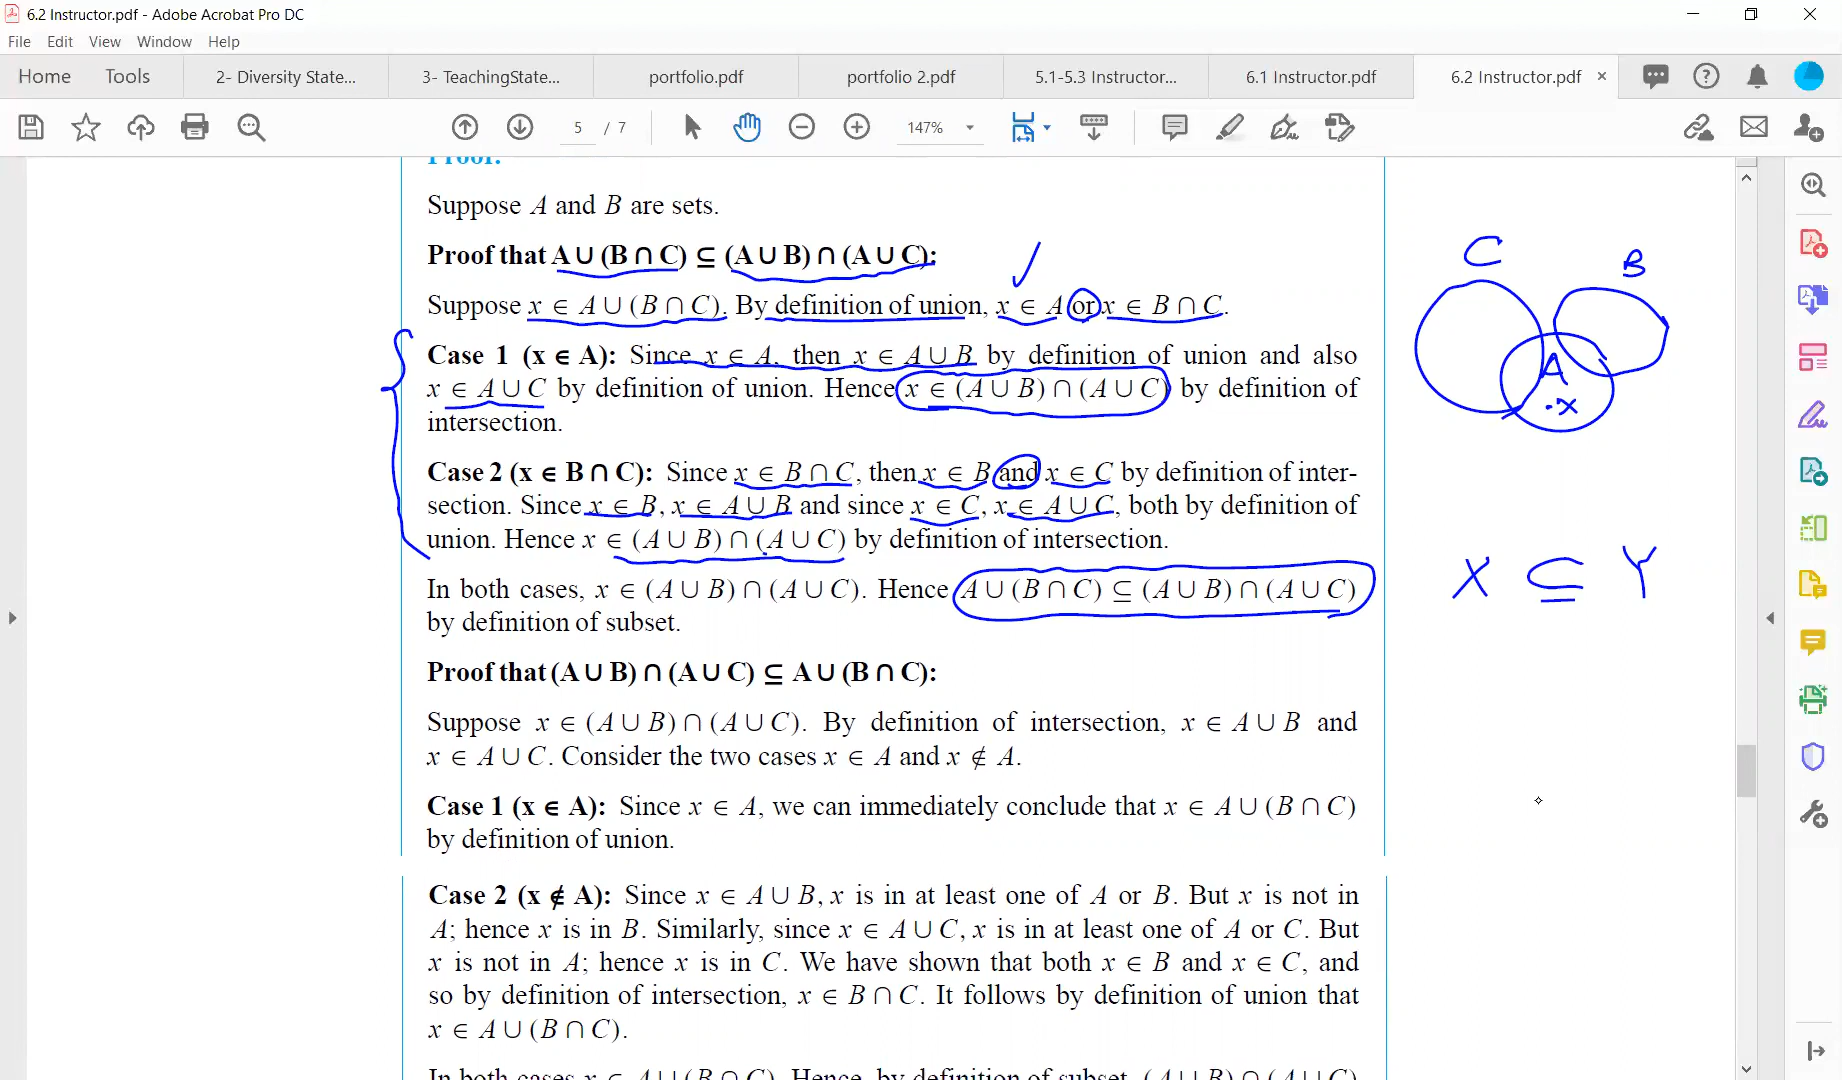 6.2 Instructor.pdf - Adobe Acrobat Pro DC
File Edit View Window Help
Home Tools 2- Diversity State... 3- TeachingState... portfolio.pdf portfolio 2.pdf 5.1-5.3 Instructor... 6.1 Instructor.pdf 6.2 Instructor.pdf ×
5 / 7 147%
Proof:
Suppose A and B are sets.
Proof that A ∪ (B ∩ C) ⊆ (A ∪ B) ∩ (A ∪ C):
Suppose x ∈ A ∪ (B ∩ C). By definition of union, x ∈ A or x ∈ B ∩ C.
Case 1 (x ∈ A): Since x ∈ A, then x ∈ A ∪ B by definition of union and also
x ∈ A ∪ C by definition of union. Hence x ∈ (A ∪ B) ∩ (A ∪ C) by definition of
intersection.
Case 2 (x ∈ B ∩ C): Since x ∈ B ∩ C, then x ∈ B and x ∈ C by definition of inter-
section. Since x ∈ B, x ∈ A ∪ B and since x ∈ C, x ∈ A ∪ C, both by definition of
union. Hence x ∈ (A ∪ B) ∩ (A ∪ C) by definition of intersection.
In both cases, x ∈ (A ∪ B) ∩ (A ∪ C). Hence A ∪ (B ∩ C) ⊆ (A ∪ B) ∩ (A ∪ C)
by definition of subset.
Proof that (A ∪ B) ∩ (A ∪ C) ⊆ A ∪ (B ∩ C):
Suppose x ∈ (A ∪ B) ∩ (A ∪ C). By definition of intersection, x ∈ A ∪ B and
x ∈ A ∪ C. Consider the two cases x ∈ A and x ∉ A.
Case 1 (x ∈ A): Since x ∈ A, we can immediately conclude that x ∈ A ∪ (B ∩ C)
by definition of union.
Case 2 (x ∉ A): Since x ∈ A ∪ B, x is in at least one of A or B. But x is not in
A; hence x is in B. Similarly, since x ∈ A ∪ C, x is in at least one of A or C. But
x is not in A; hence x is in C. We have shown that both x ∈ B and x ∈ C, and
so by definition of intersection, x ∈ B ∩ C. It follows by definition of union that
x ∈ A ∪ (B ∩ C).
In both cases x ∈ A ∪ (B ∩ C). Hence, by definition of subset, (A ∪ B) ∩ (A ∪ C)
C
B
A
.x
X ⊆ Y